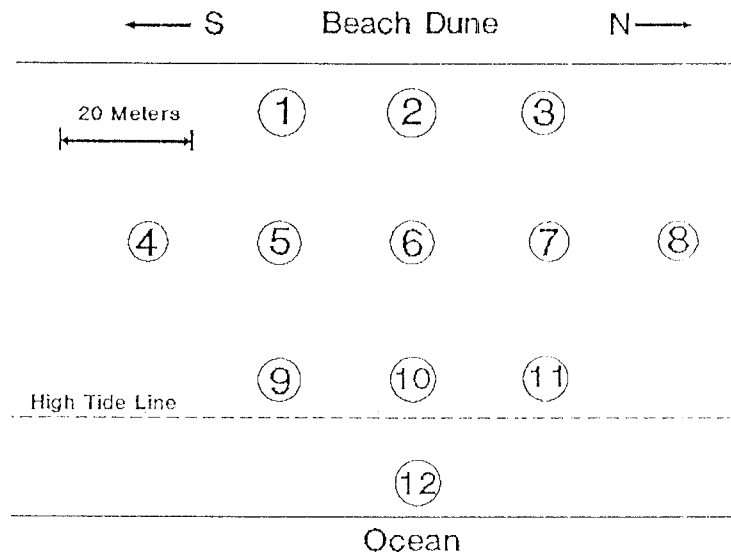 S Beach Dune N
20 Meters
1 2 3
4 5 6 7 8
9 10 11
High Tide Line
12
Ocean